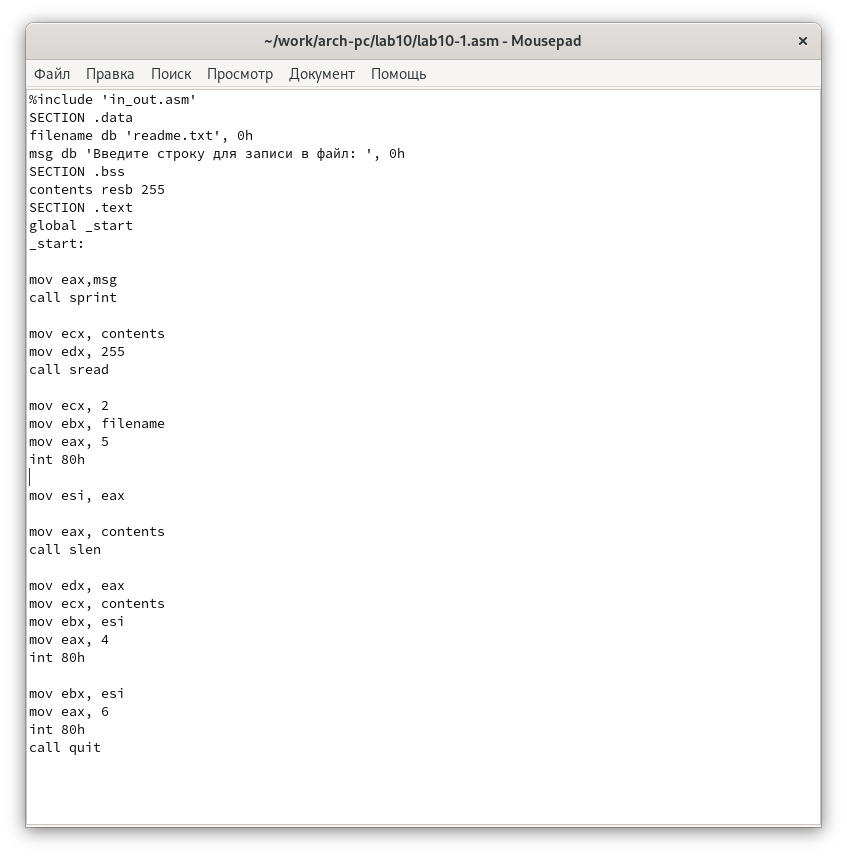 ~/work/arch-pc/lab10/lab10-1.asm - Mousepad
Файл Правка Поиск Просмотр Документ Помощь
%include 'in_out.asm'
SECTION .data
filename db 'readme.txt', 0h
msg db 'Введите строку для записи в файл: ', 0h
SECTION .bss
contents resb 255
SECTION .text
global _start
_start:
mov eax,msg
call sprint
mov ecx, contents
mov edx, 255
call sread
mov ecx, 2
mov ebx, filename
mov eax, 5
int 80h
mov esi, eax
mov eax, contents
call slen
mov edx, eax
mov ecx, contents
mov ebx, esi
mov eax, 4
int 80h
mov ebx, esi
mov eax, 6
int 80h
call quit